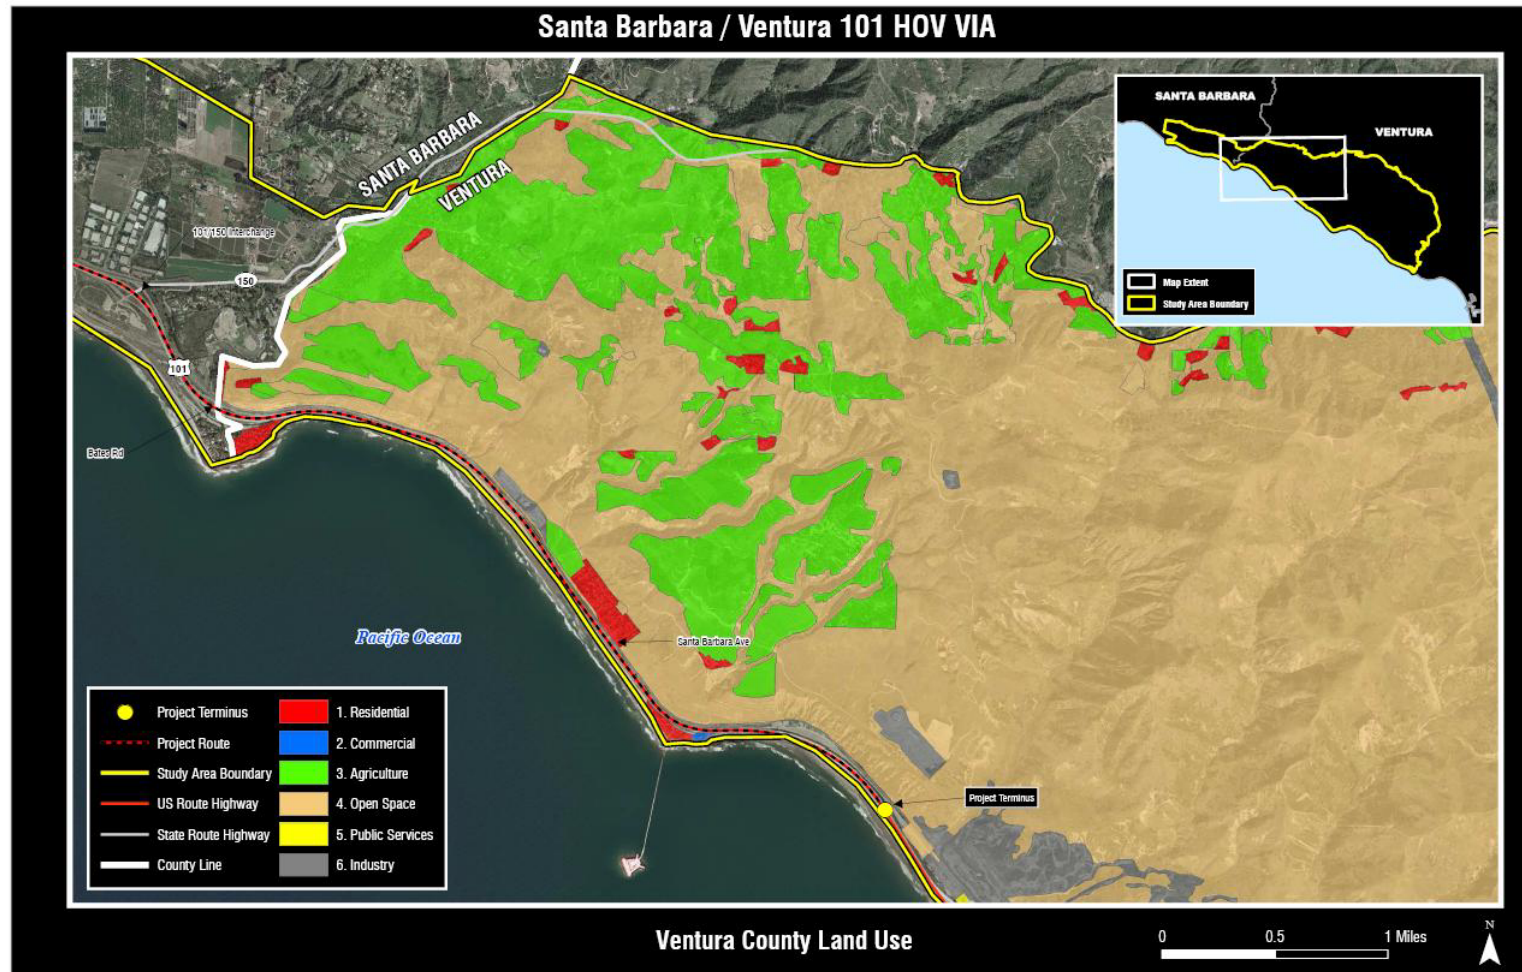 Santa Barbara / Ventura 101 HOV VIA
SANTA BARBARA
VENTURA
SANTA BARBARA
VENTURA
Map Extent
Study Area Boundary
101/150 Interchange
150
101
Bates Rd
Santa Barbara Ave
Pacific Ocean
Project Terminus
Project Terminus
Project Route
Study Area Boundary
US Route Highway
State Route Highway
County Line
1. Residential
2. Commercial
3. Agriculture
4. Open Space
5. Public Services
6. Industry
Ventura County Land Use
0 0.5 1 Miles
N